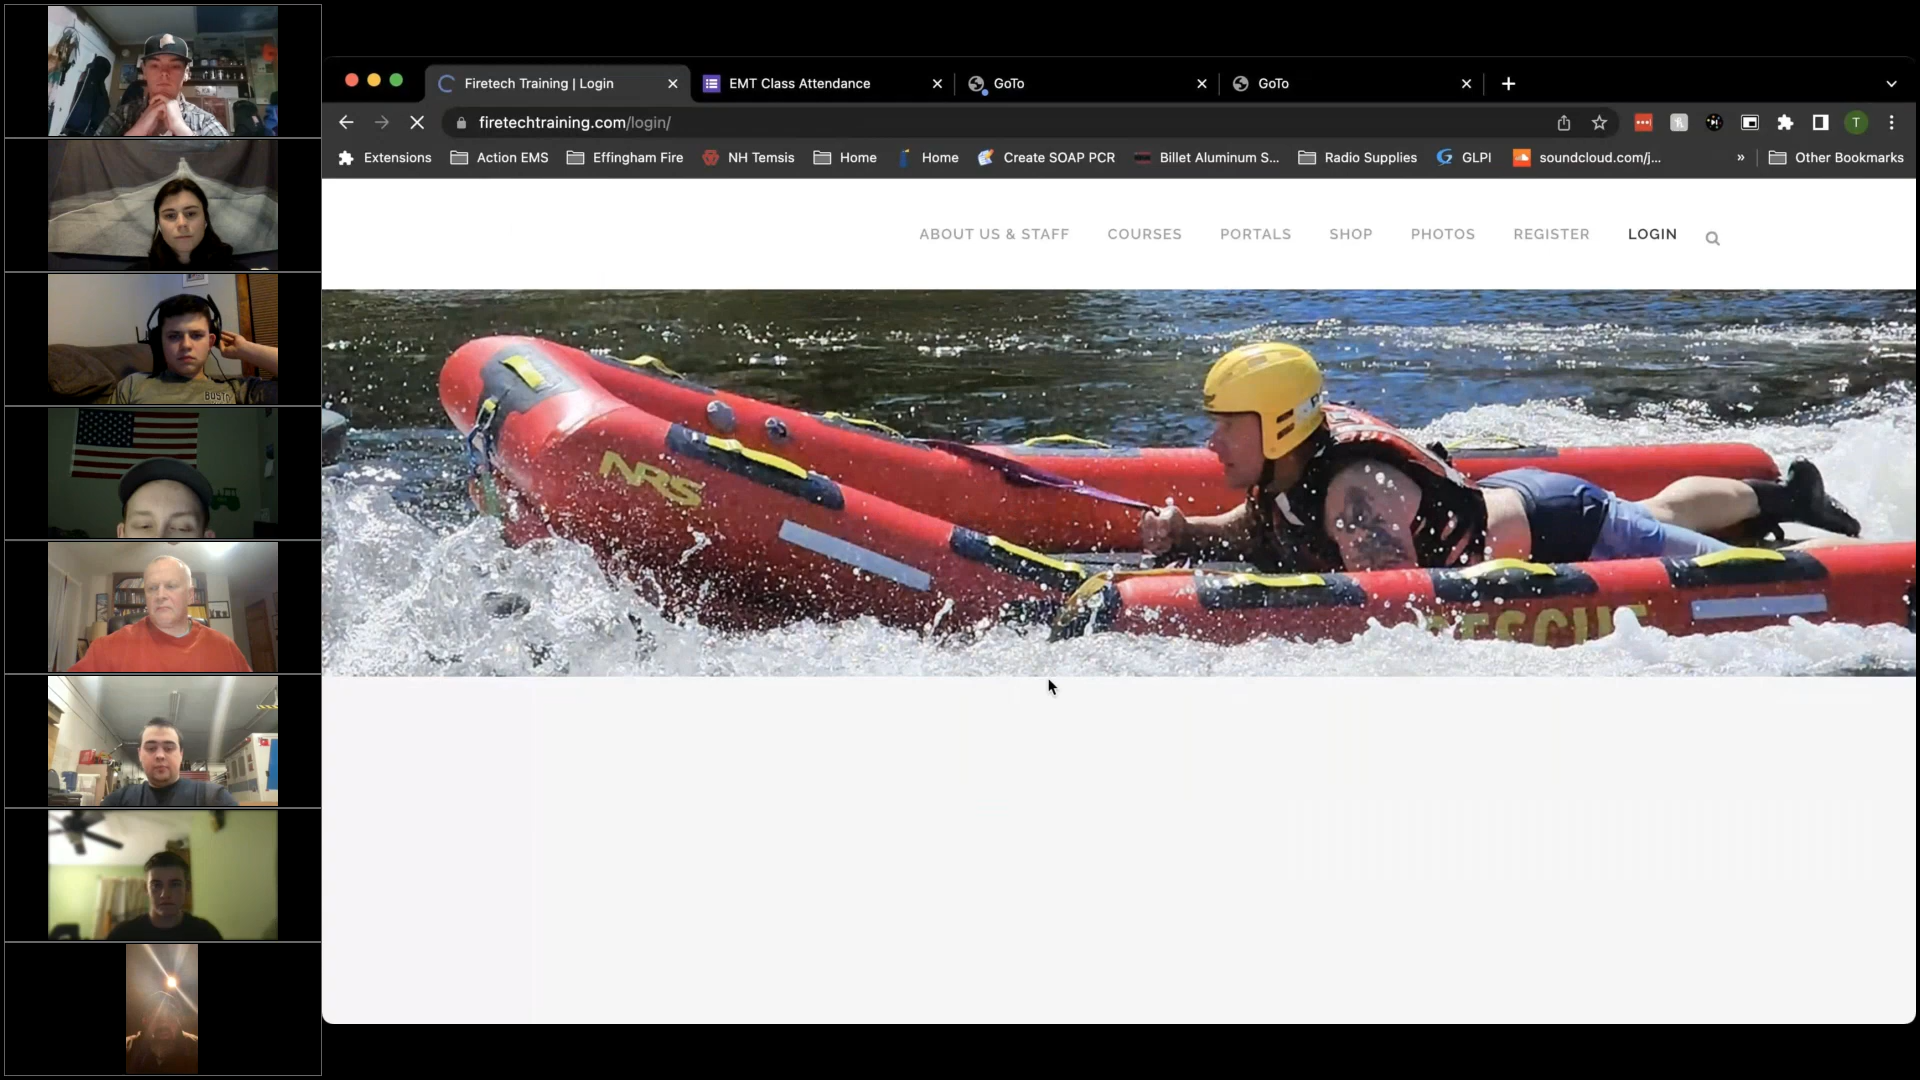 Firetech Training | Login
EMT Class Attendance
GoTo
GoTo
firetechtraining.com/login/
T
Extensions
Action EMS
Effingham Fire
NH Temsis
Home
Home
Create SOAP PCR
Billet Aluminum S...
Radio Supplies
GLPI
soundcloud.com/j...
»
Other Bookmarks
ABOUT US & STAFF
COURSES
PORTALS
SHOP
PHOTOS
REGISTER
LOGIN
NRS
RESCUE